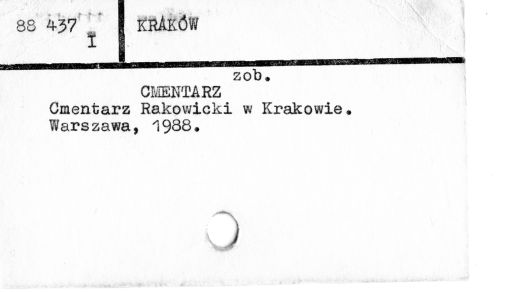 88 437 KRAKÓW
I
zob.
CMENTARZ
Cmentarz Rakowicki w Krakowie.
Warszawa, 1988.